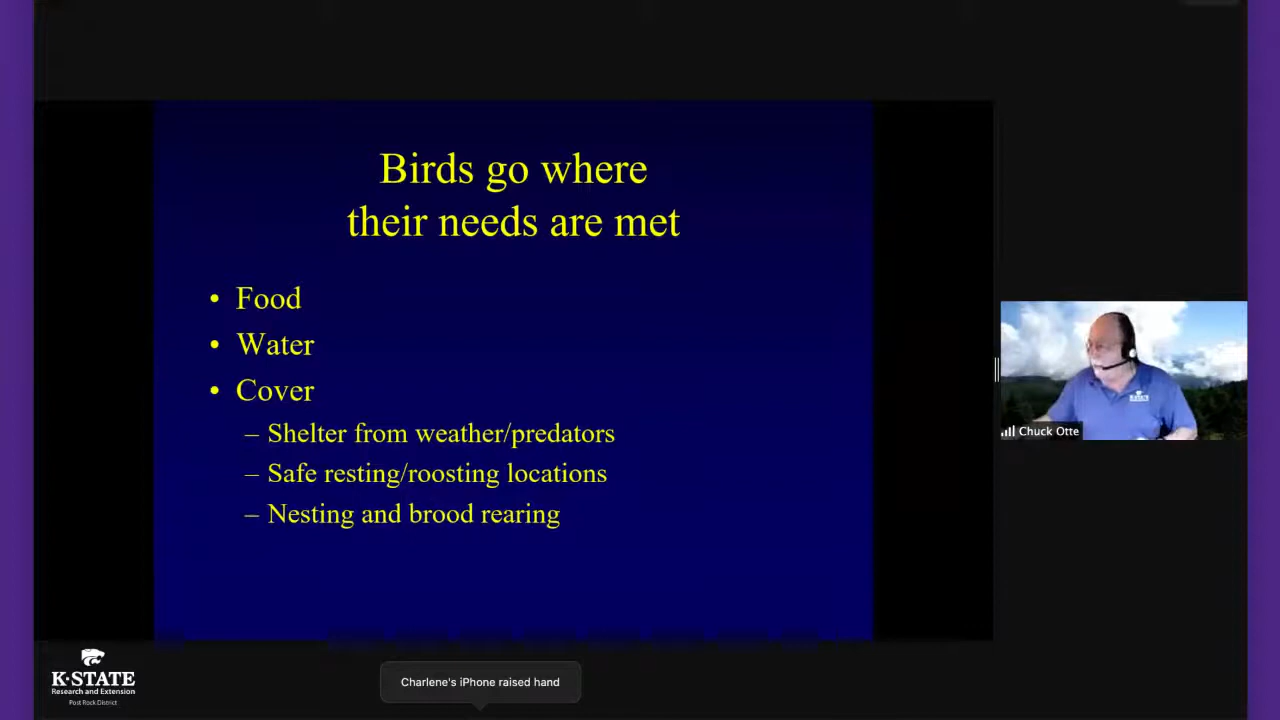 Birds go where
their needs are met
• Food
• Water
• Cover
– Shelter from weather/predators
– Safe resting/roosting locations
– Nesting and brood rearing
K-STATE
Chuck Otte
K·STATE
Research and Extension
Post Rock District
Charlene's iPhone raised hand